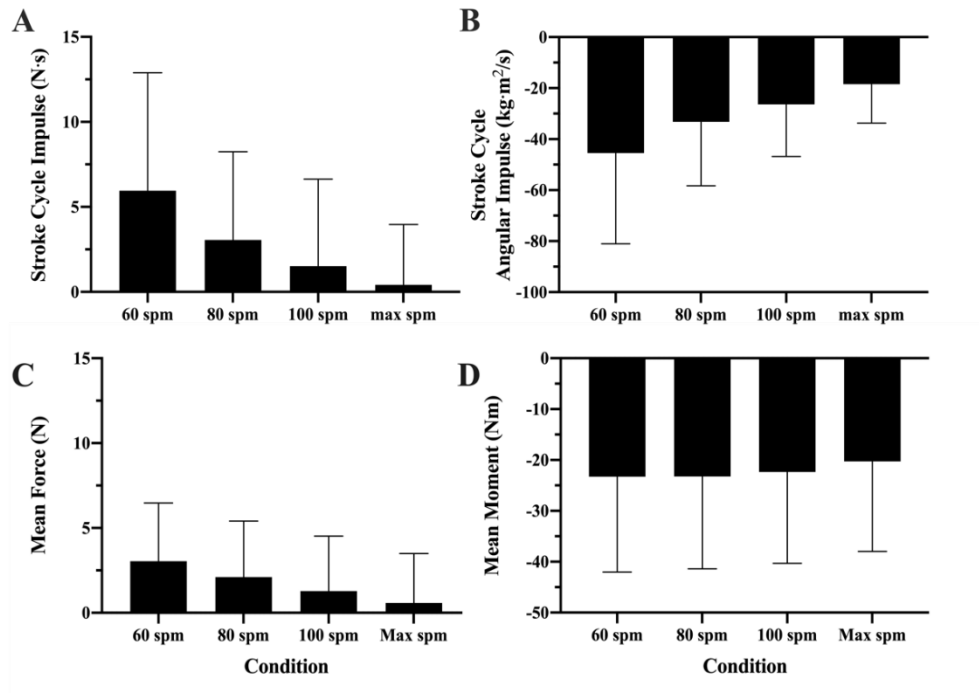 A
Stroke Cycle Impulse (N·s)
15
10
5
0
60 spm
80 spm
100 spm
max spm
B
Stroke Cycle
Angular Impulse (kg·m²/s)
0
-20
-40
-60
-80
-100
60 spm
80 spm
100 spm
max spm
C
Mean Force (N)
15
10
5
0
60 spm
80 spm
100 spm
Max spm
Condition
D
Mean Moment (Nm)
0
-10
-20
-30
-40
-50
60 spm
80 spm
100 spm
Max spm
Condition